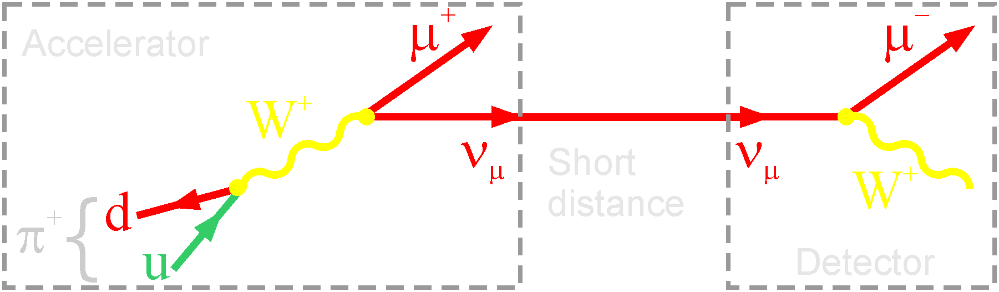 Accelerator
μ+
W+
νμ
d
u
π+ {
Short
distance
μ−
νμ
W+
Detector